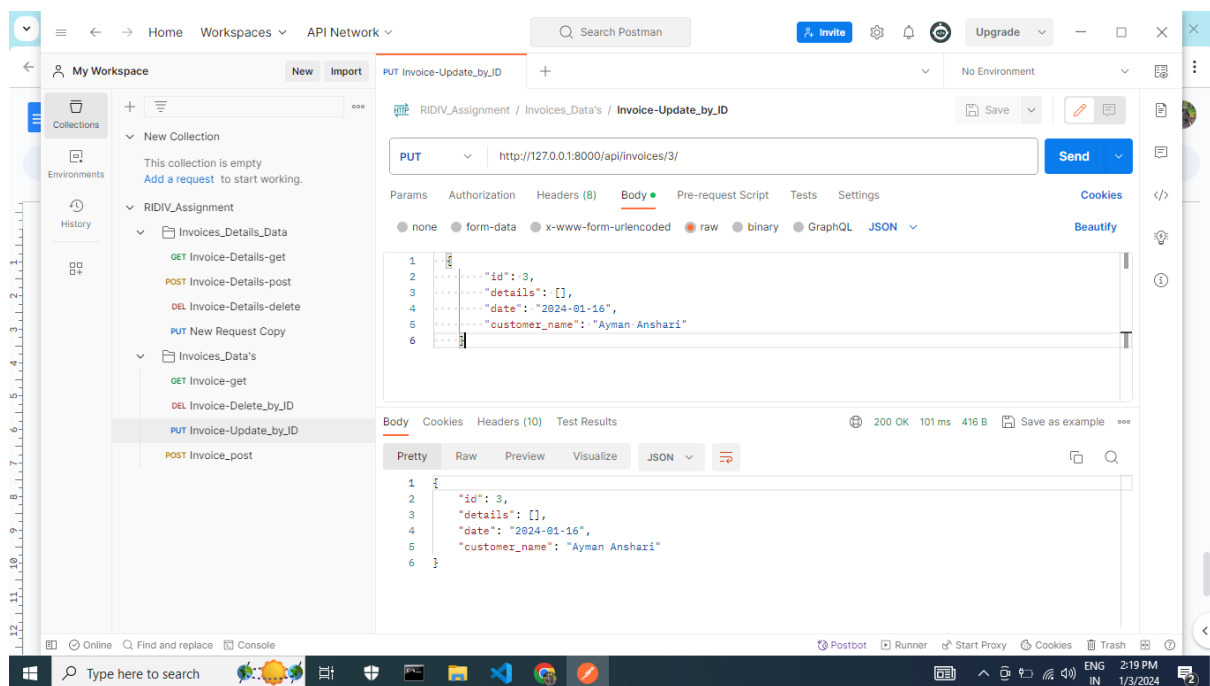 Home Workspaces API Network Search Postman Invite Upgrade
My Workspace New Import PUT Invoice-Update_by_ID No Environment
Collections
Environments
History
New Collection
This collection is empty
Add a request to start working.
RIDIV_Assignment
Invoices_Details_Data
GET Invoice-Details-get
POST Invoice-Details-post
DEL Invoice-Details-delete
PUT New Request Copy
Invoices_Data's
GET Invoice-get
DEL Invoice-Delete_by_ID
PUT Invoice-Update_by_ID
POST Invoice_post
HTTP RIDIV_Assignment / Invoices_Data's / Invoice-Update_by_ID Save
PUT http://127.0.0.1:8000/api/invoices/3/ Send
Params Authorization Headers (8) Body Pre-request Script Tests Settings Cookies
none form-data x-www-form-urlencoded raw binary GraphQL JSON Beautify
1 {
2 "id": 3,
3 "details": [],
4 "date": "2024-01-16",
5 "customer_name": "Ayman Anshari"
6 }
Body Cookies Headers (10) Test Results 200 OK 101 ms 416 B Save as example
Pretty Raw Preview Visualize JSON
1 {
2 "id": 3,
3 "details": [],
4 "date": "2024-01-16",
5 "customer_name": "Ayman Anshari"
6 }
Online Find and replace Console Postbot Runner Start Proxy Cookies Trash
Type here to search ENG IN 2:19 PM 1/3/2024 2